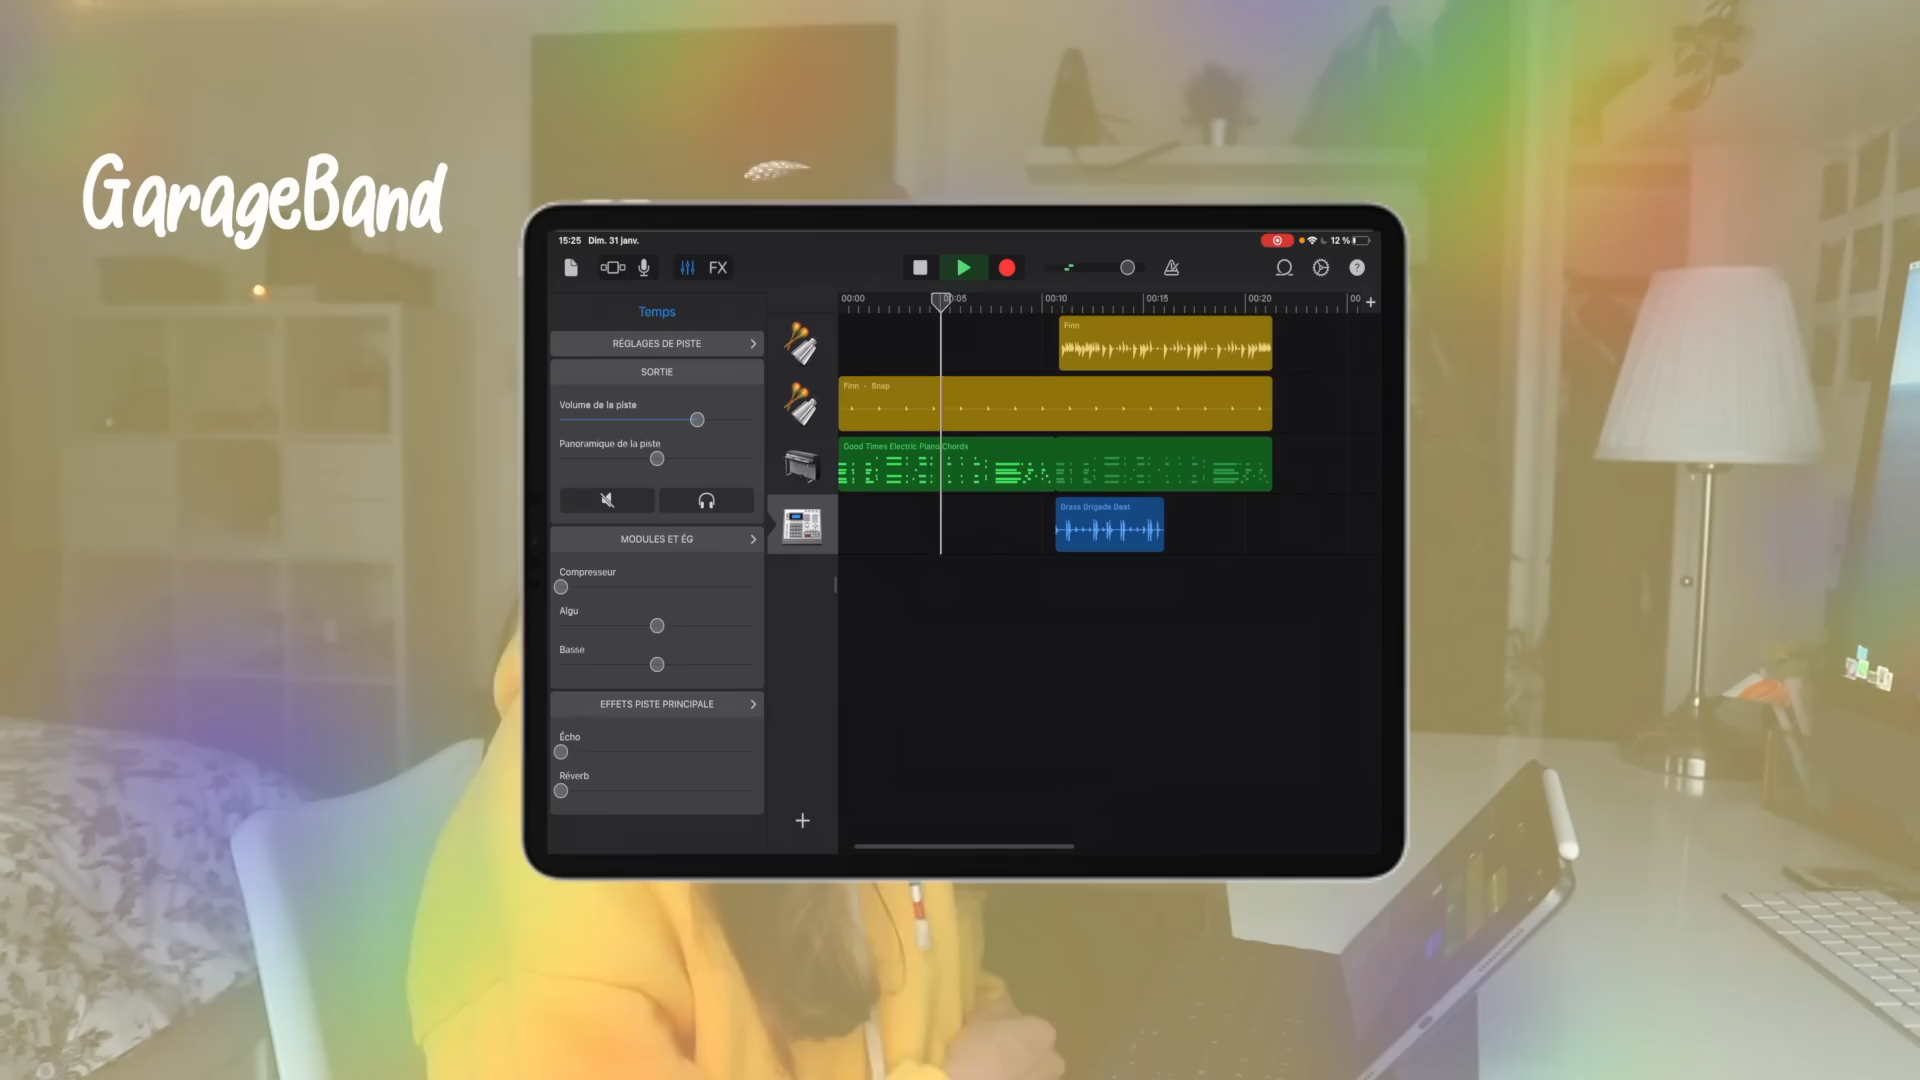 GarageBand
15:25 Dim. 31 janv.
12 %
FX
Temps
RÉGLAGES DE PISTE
SORTIE
Volume de la piste
Panoramique de la piste
MODULES ET ÉG
Compresseur
Aigu
Basse
EFFETS PISTE PRINCIPALE
Écho
Réverb
00:00 00:05 00:10 00:15 00:20 00
Finn
Finn - Snap
Good Times Electric Piano Chords
Brass Brigade Beat